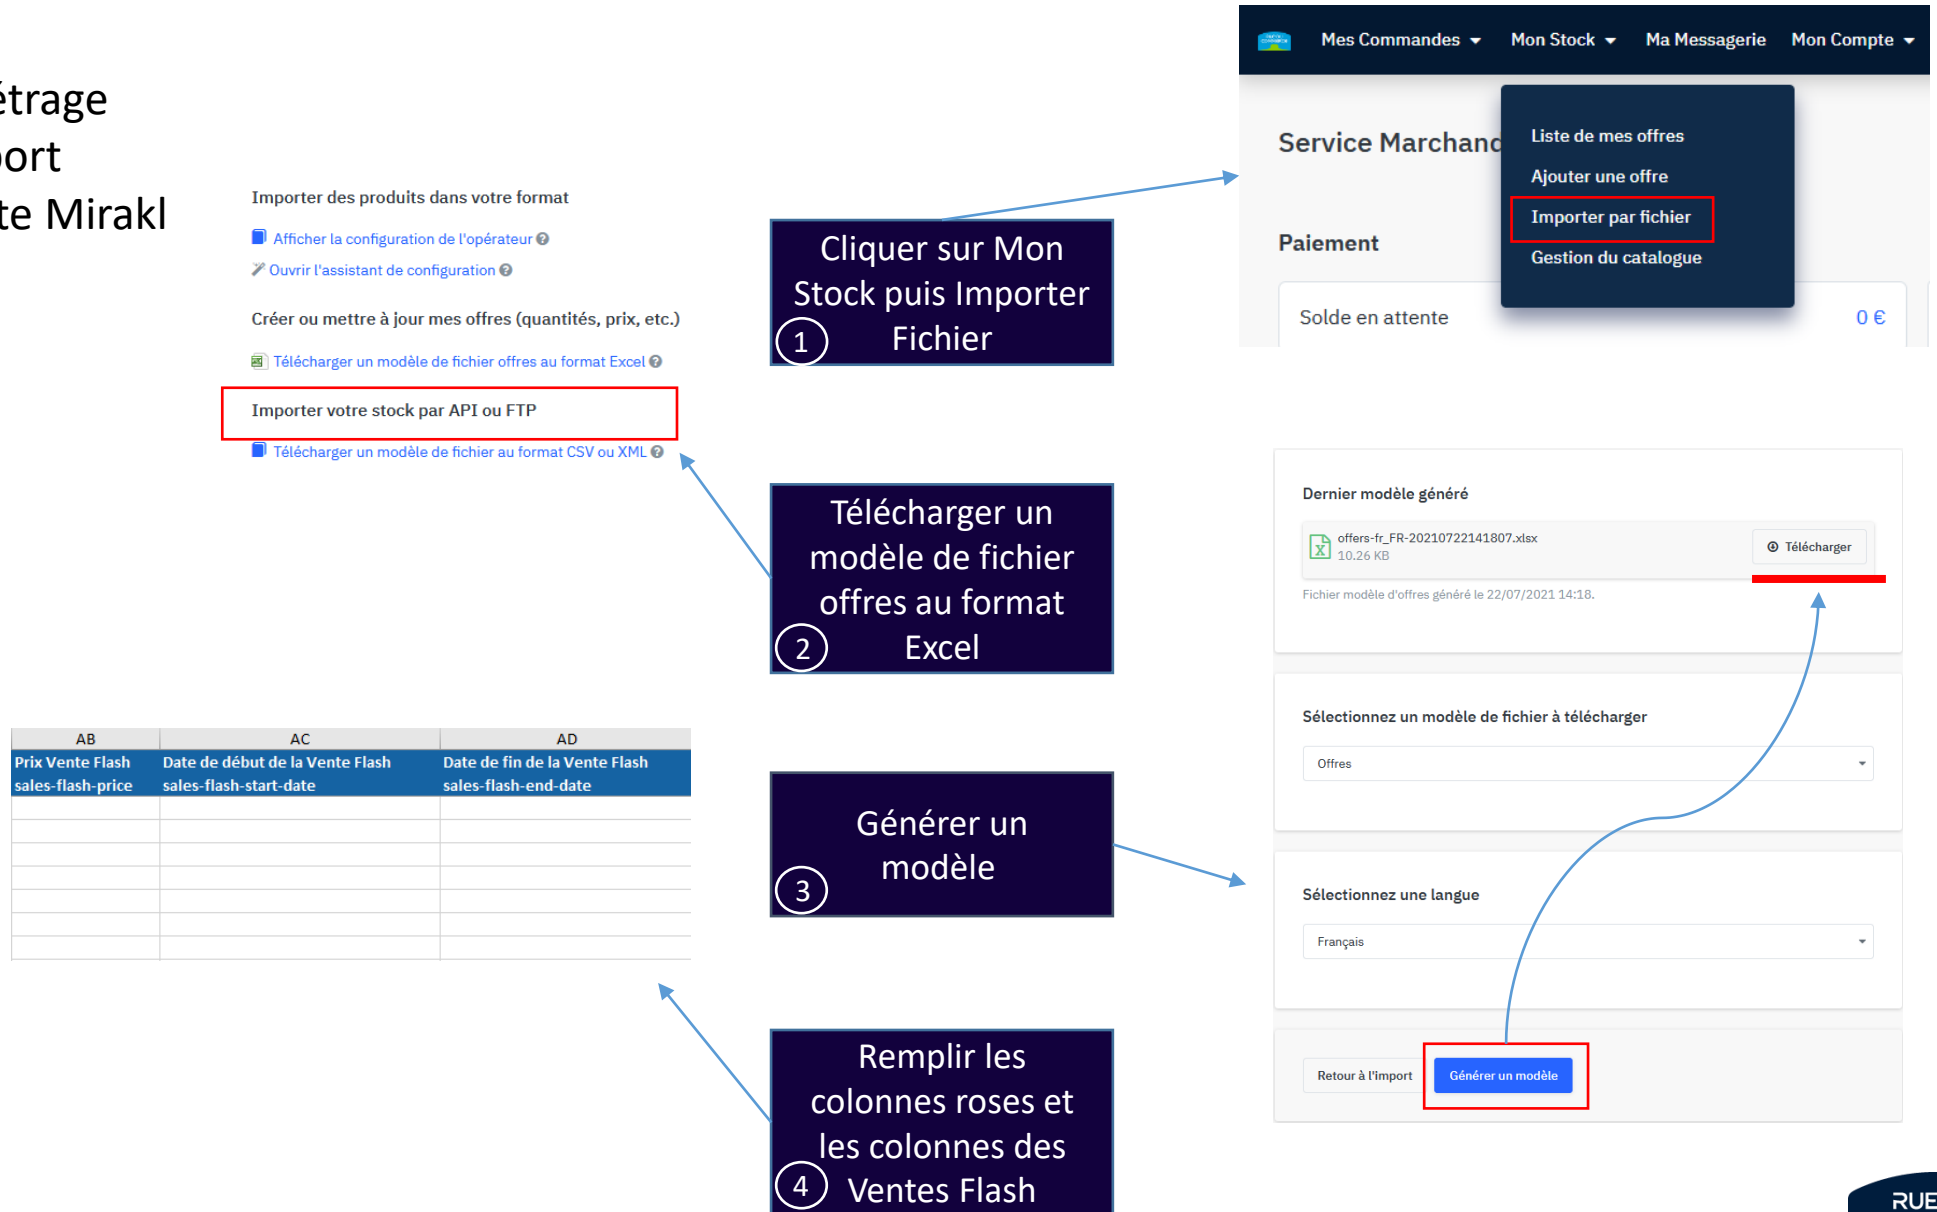 étrage
port
te Mirakl
Importer des produits dans votre format
Afficher la configuration de l'opérateur
Ouvrir l'assistant de configuration
Créer ou mettre à jour mes offres (quantités, prix, etc.)
Télécharger un modèle de fichier offres au format Excel
Importer votre stock par API ou FTP
Télécharger un modèle de fichier au format CSV ou XML
Cliquer sur Mon
Stock puis Importer
Fichier
1
Mes Commandes
Mon Stock
Ma Messagerie
Mon Compte
Service Marchand
Liste de mes offres
Ajouter une offre
Importer par fichier
Gestion du catalogue
Paiement
Solde en attente
0 €
Télécharger un
modèle de fichier
offres au format
Excel
2
Dernier modèle généré
offers-fr_FR-20210722141807.xlsx
10.26 KB
Télécharger
Fichier modèle d'offres généré le 22/07/2021 14:18.
Sélectionnez un modèle de fichier à télécharger
Offres
Générer un
modèle
3
Sélectionnez une langue
Français
Retour à l'import
Générer un modèle
AB AC AD
Prix Vente Flash Date de début de la Vente Flash Date de fin de la Vente Flash
sales-flash-price sales-flash-start-date sales-flash-end-date
Remplir les
colonnes roses et
les colonnes des
Ventes Flash
4
RUE